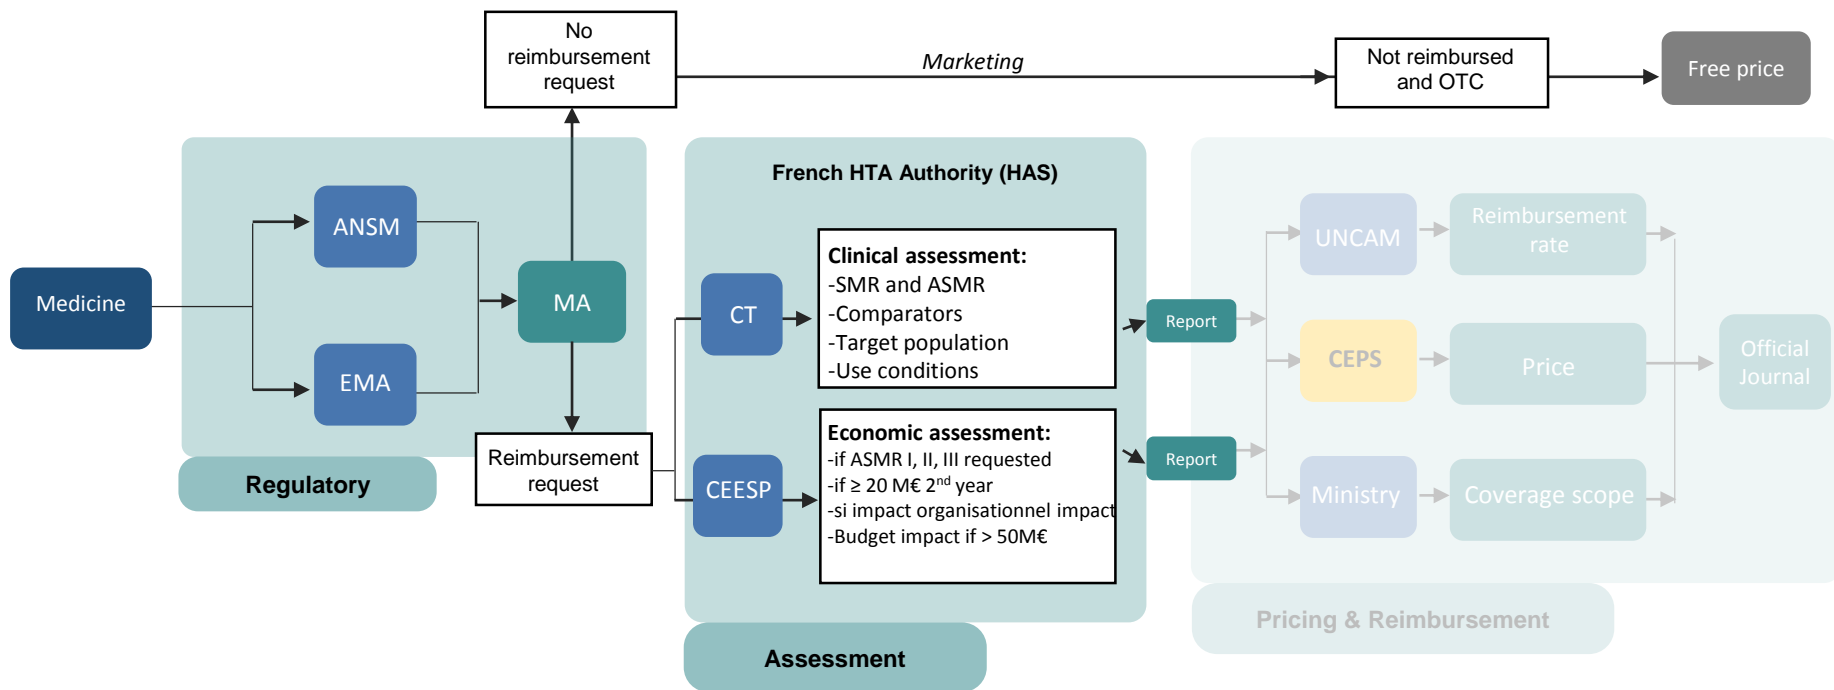 No
reimbursement
request
Marketing
Not reimbursed
and OTC
Free price
Medicine
ANSM
EMA
MA
Regulatory
Reimbursement
request
French HTA Authority (HAS)
CT
Clinical assessment:
-SMR and ASMR
-Comparators
-Target population
-Use conditions
CEESP
Economic assessment:
-if ASMR I, II, III requested
-if ≥ 20 M€ 2nd year
-si impact organisationnel impact
-Budget impact if > 50M€
Assessment
Report
Report
UNCAM
Reimbursement
rate
CEPS
Price
Ministry
Coverage scope
Official
Journal
Pricing & Reimbursement